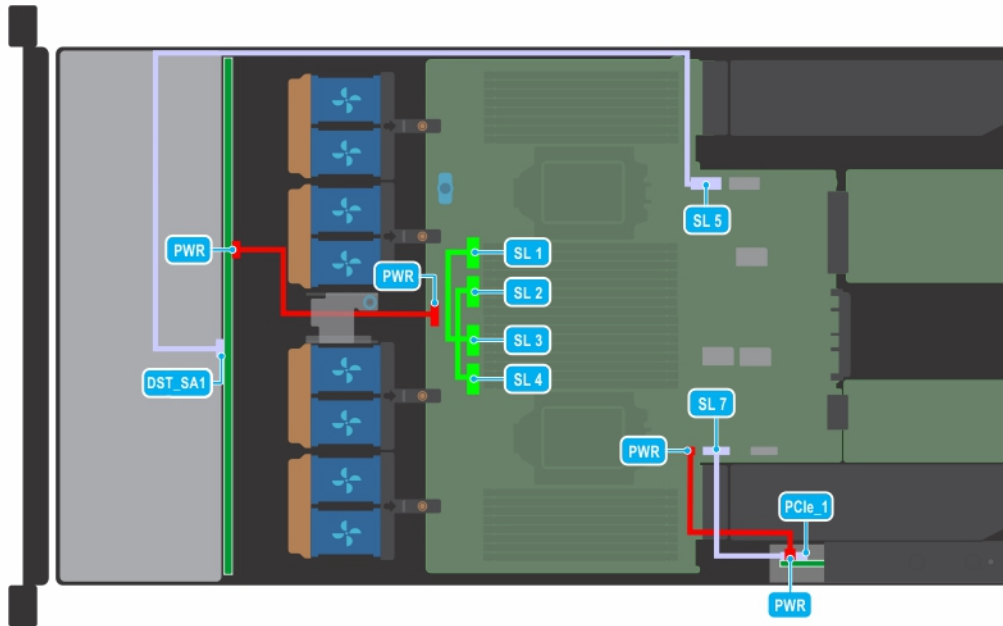 SL 5
PWR
SL 1
PWR
SL 2
SL 3
DST_SA1
SL 4
SL 7
PWR
PCIe_1
PWR